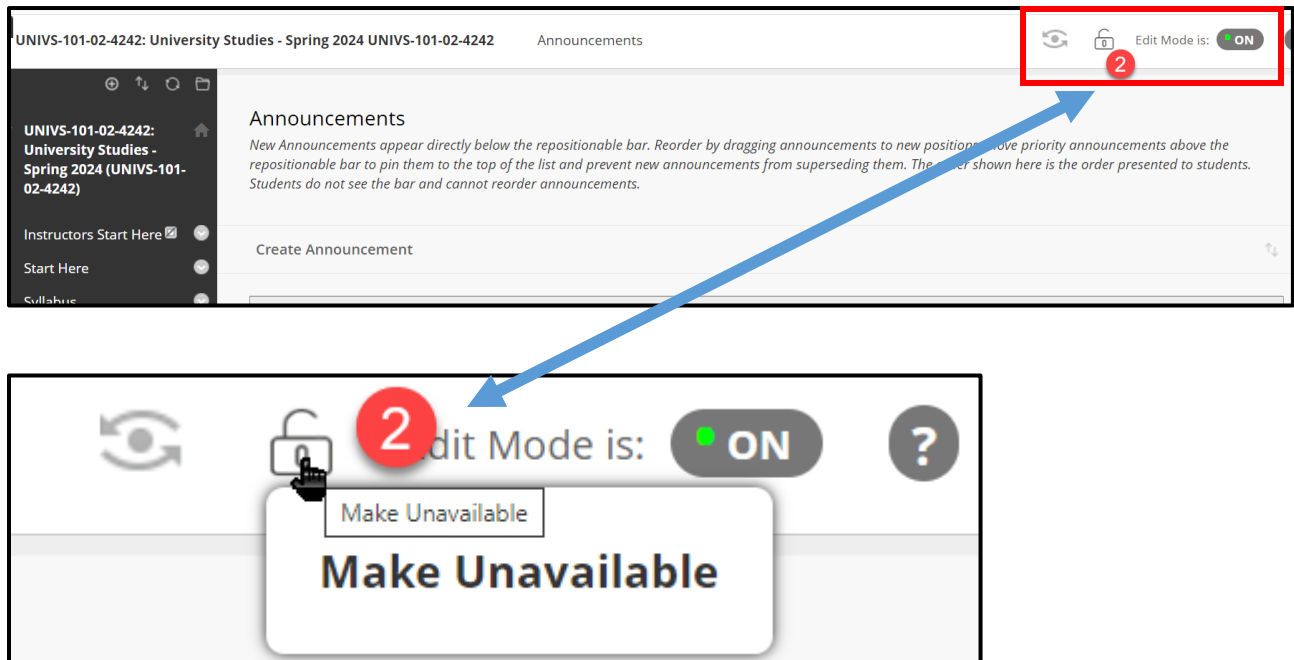 UNIVS-101-02-4242: University Studies - Spring 2024 UNIVS-101-02-4242 Announcements
Edit Mode is: ON
2
UNIVS-101-02-4242:
University Studies -
Spring 2024 (UNIVS-101-
02-4242)
Instructors Start Here
Start Here
Syllabus
Announcements
New Announcements appear directly below the repositionable bar. Reorder by dragging announcements to new positions. Move priority announcements above the
repositionable bar to pin them to the top of the list and prevent new announcements from superseding them. The order shown here is the order presented to students.
Students do not see the bar and cannot reorder announcements.
Create Announcement
2
dit Mode is: ON ?
Make Unavailable
Make Unavailable